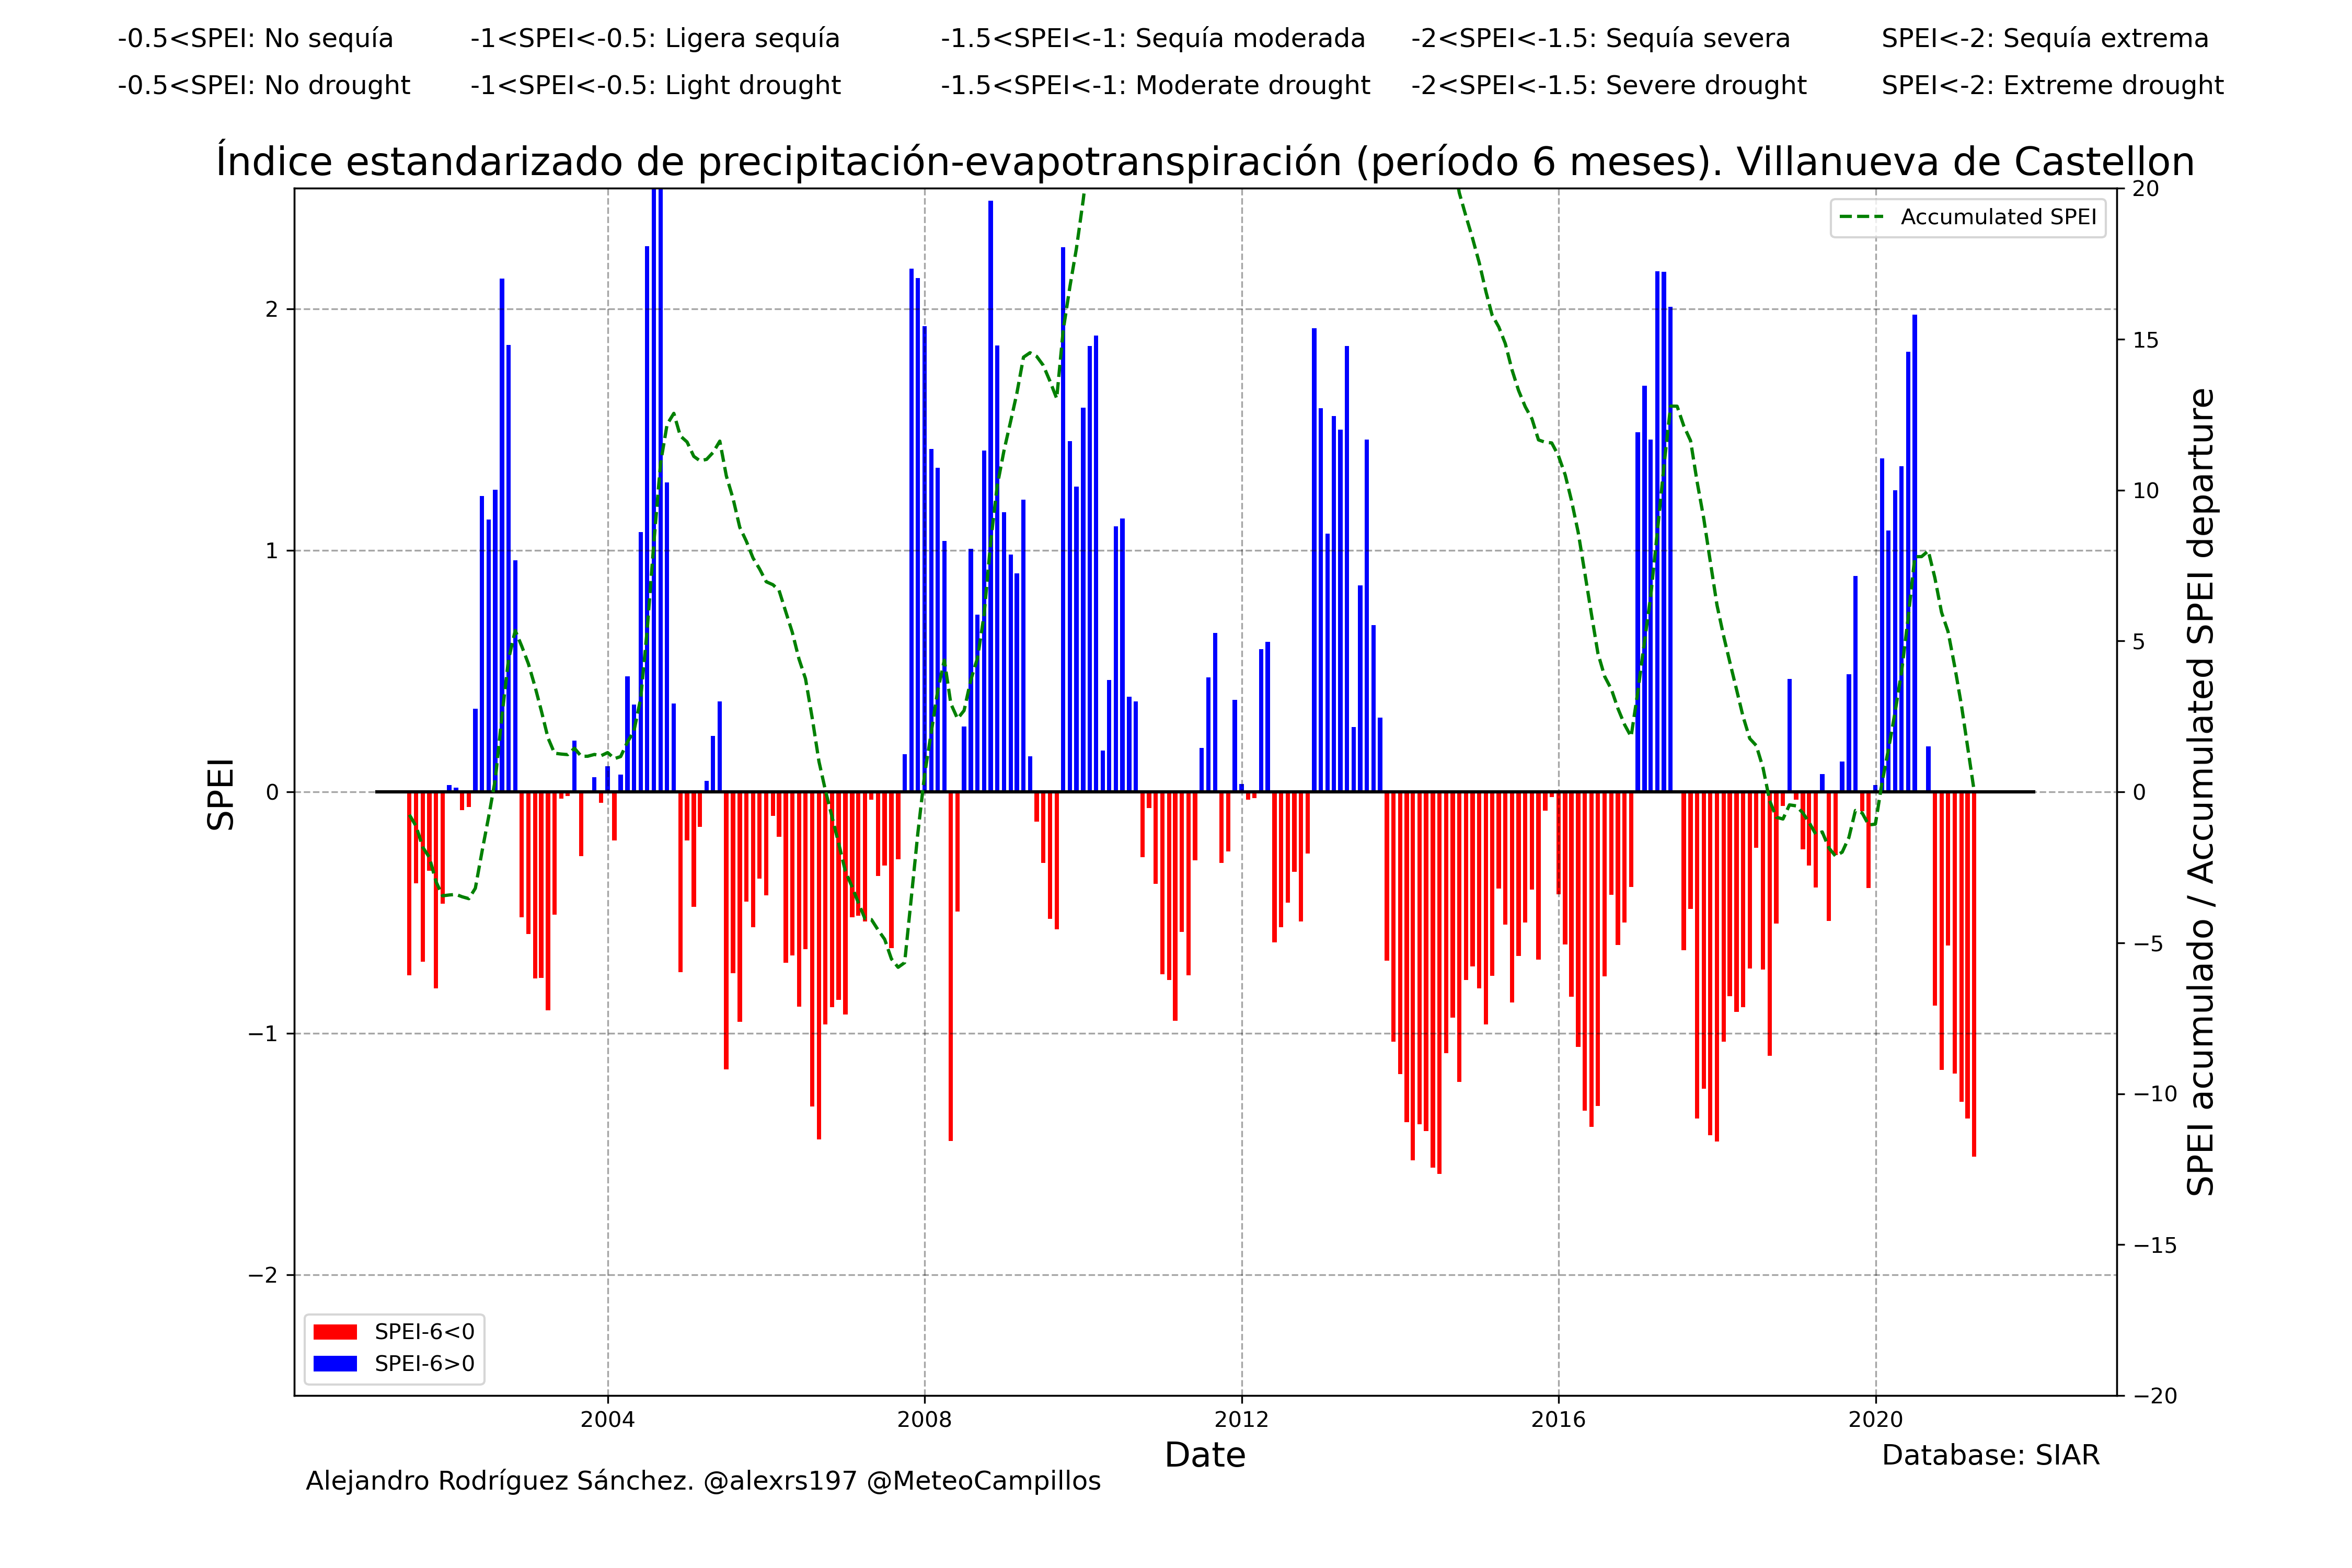 -0.5<SPEI: No sequía -1<SPEI<-0.5: Ligera sequía -1.5<SPEI<-1: Sequía moderada -2<SPEI<-1.5: Sequía severa SPEI<-2: Sequía extrema
-0.5<SPEI: No drought -1<SPEI<-0.5: Light drought -1.5<SPEI<-1: Moderate drought -2<SPEI<-1.5: Severe drought SPEI<-2: Extreme drought
Índice estandarizado de precipitación-evapotranspiración (período 6 meses). Villanueva de Castellon
Accumulated SPEI
SPEI
2
1
0
−1
−2
20
15
10
5
0
−5
−10
−15
−20
SPEI acumulado / Accumulated SPEI departure
SPEI-6<0
SPEI-6>0
2004 2008 2012 2016 2020
Date
Database: SIAR
Alejandro Rodríguez Sánchez. @alexrs197 @MeteoCampillos